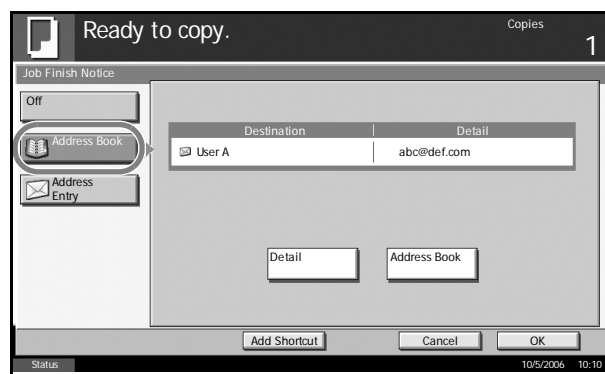 Ready to copy.
Copies
1
Job Finish Notice
Off
Address Book
Address
Entry
Destination Detail
User A abc@def.com
Detail
Address Book
Add Shortcut
Cancel
OK
Status
10/5/2006 10:10